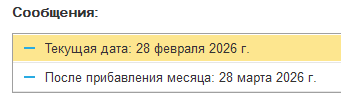 Сообщения:
— Текущая дата: 28 февраля 2026 г.
— После прибавления месяца: 28 марта 2026 г.